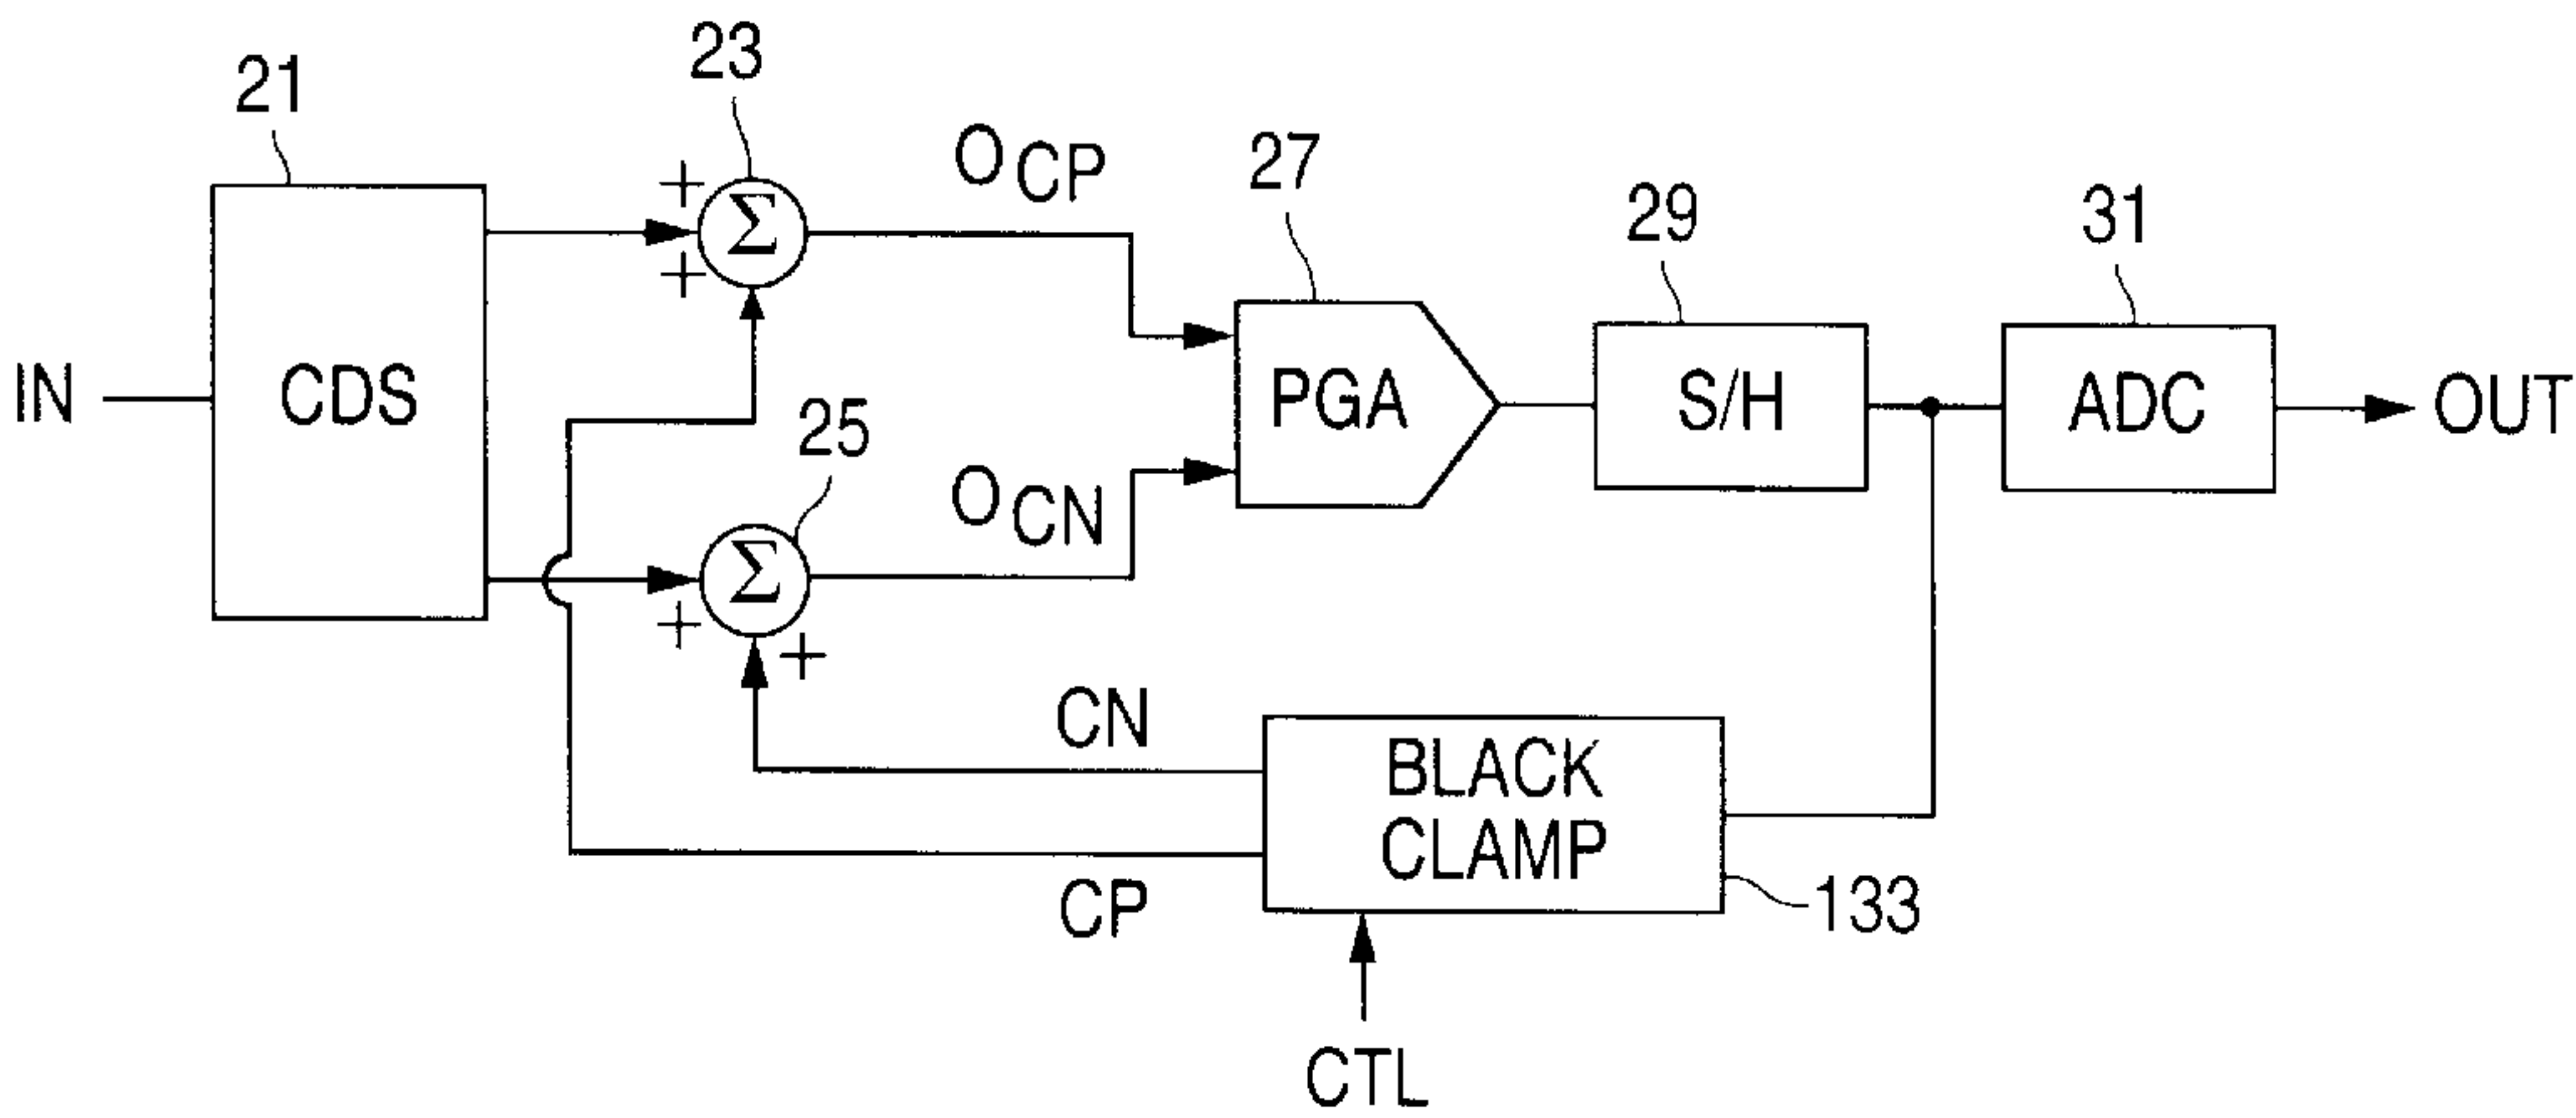 21
23
O CP
27
29
31
+
Σ
+
IN
CDS
25
PGA
S/H
ADC
OUT
O CN
Σ
+
+
CN
BLACK
CLAMP
CP
133
CTL